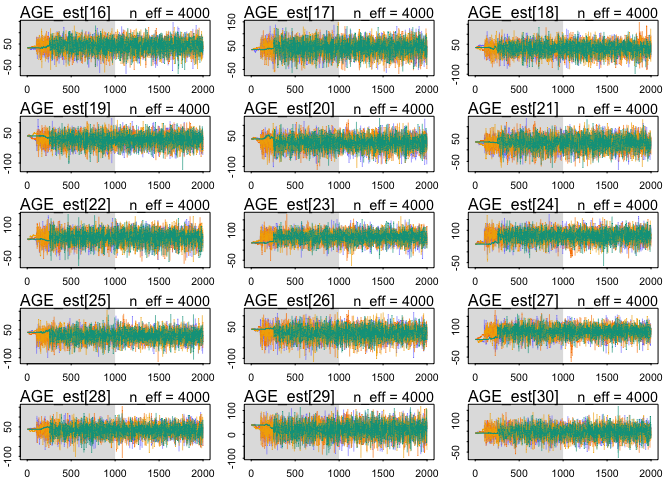 AGE_est[16] n_eff = 4000 AGE_est[17] n_eff = 4000 AGE_est[18] n_eff = 4000
-50 50
-50 50 150
-100 50
0 500 1000 1500 2000 0 500 1000 1500 2000 0 500 1000 1500 2000
AGE_est[19] n_eff = 4000 AGE_est[20] n_eff = 4000 AGE_est[21] n_eff = 4000
-100 50
-100 50
-50 50
0 500 1000 1500 2000 0 500 1000 1500 2000 0 500 1000 1500 2000
AGE_est[22] n_eff = 4000 AGE_est[23] n_eff = 4000 AGE_est[24] n_eff = 4000
-50 100
-50 100
-50 100
0 500 1000 1500 2000 0 500 1000 1500 2000 0 500 1000 1500 2000
AGE_est[25] n_eff = 4000 AGE_est[26] n_eff = 4000 AGE_est[27] n_eff = 4000
-100 50
-100 50
-50 100
0 500 1000 1500 2000 0 500 1000 1500 2000 0 500 1000 1500 2000
AGE_est[28] n_eff = 4000 AGE_est[29] n_eff = 4000 AGE_est[30] n_eff = 4000
-100 50
-100 0 100
-50 50
0 500 1000 1500 2000 0 500 1000 1500 2000 0 500 1000 1500 2000